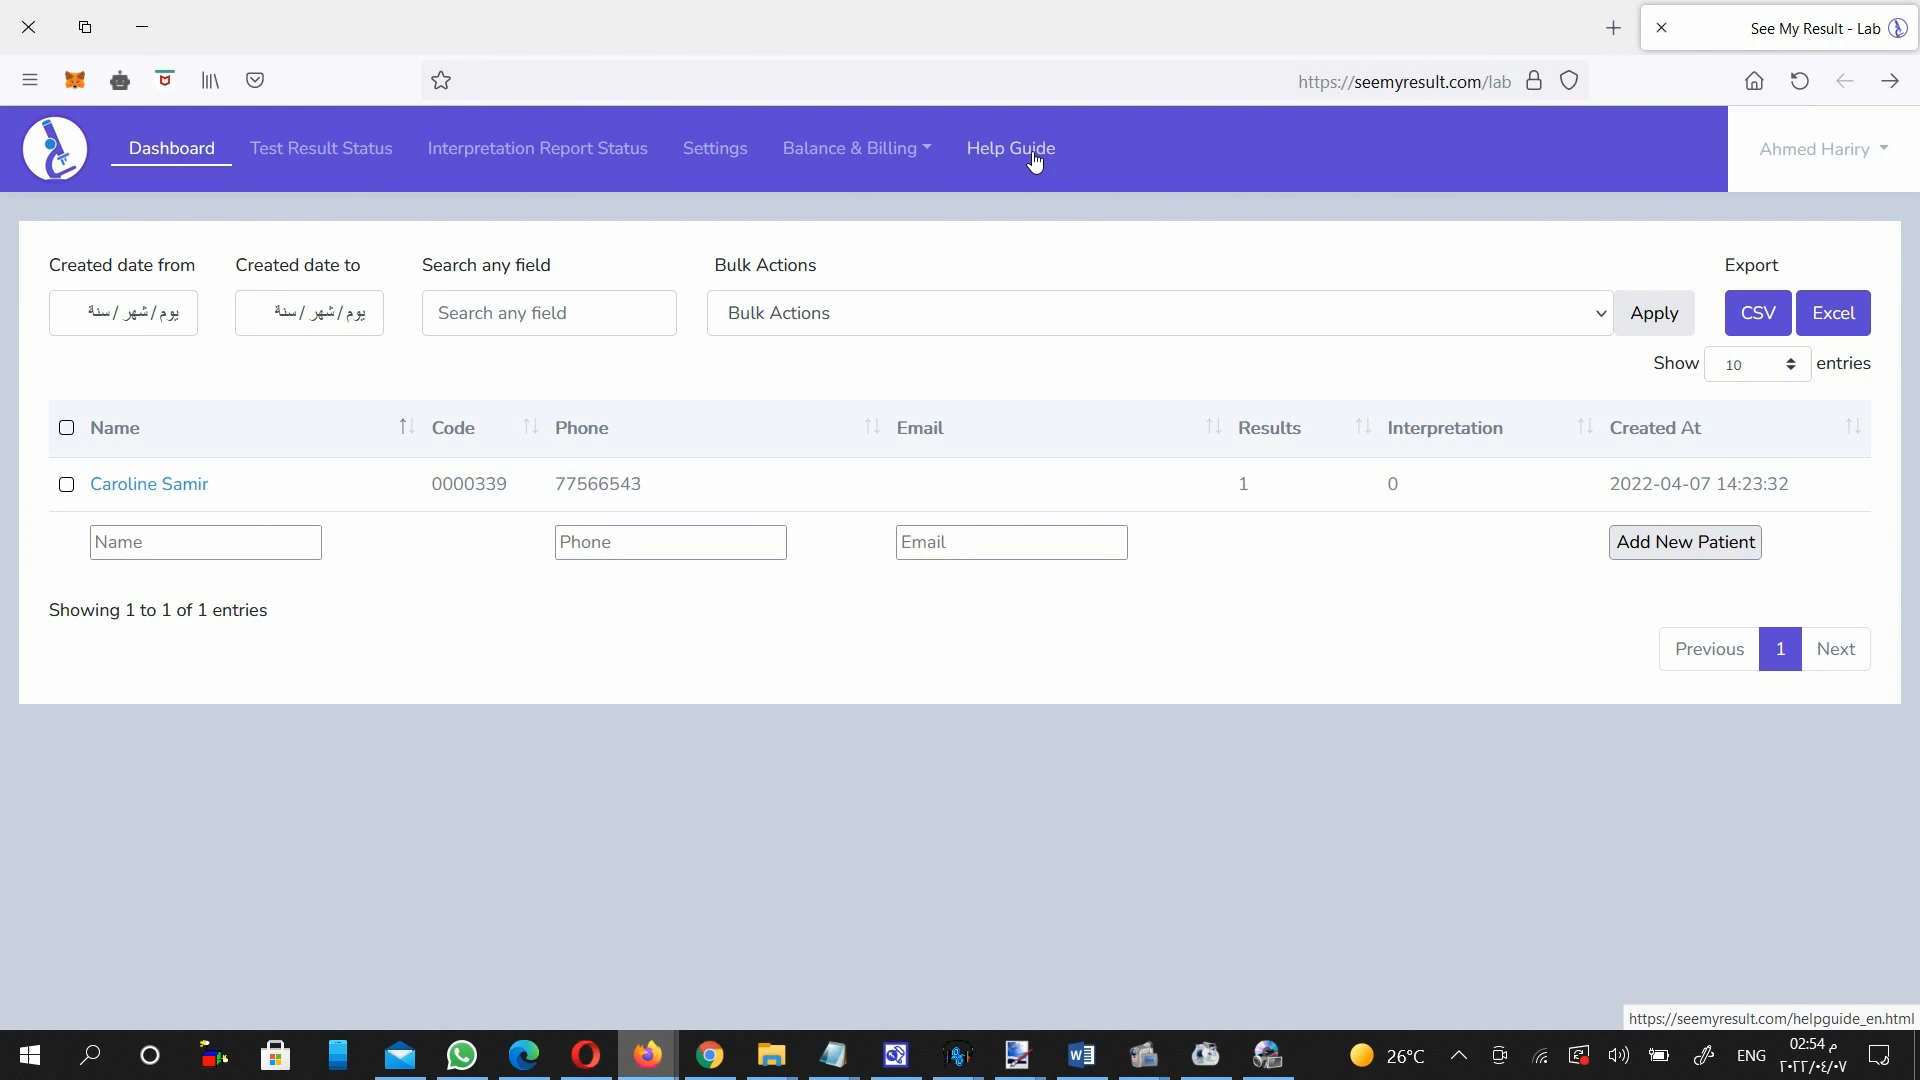 See My Result - Lab
https://seemyresult.com/lab
Dashboard
Test Result Status
Interpretation Report Status
Settings
Balance & Billing
Help Guide
Ahmed Hariry
Created date from
Created date to
Search any field
Bulk Actions
Export
يوم / شهر / سنة
يوم / شهر / سنة
Search any field
Bulk Actions
Apply
CSV
Excel
Show 10 entries
Name
Code
Phone
Email
Results
Interpretation
Created At
Caroline Samir
0000339
77566543
1
0
2022-04-07 14:23:32
Name
Phone
Email
Add New Patient
Showing 1 to 1 of 1 entries
Previous
1
Next
https://seemyresult.com/helpguide_en.html
26°C
ENG
02:54 م
٢٠٢٢/٠٤/٠٧